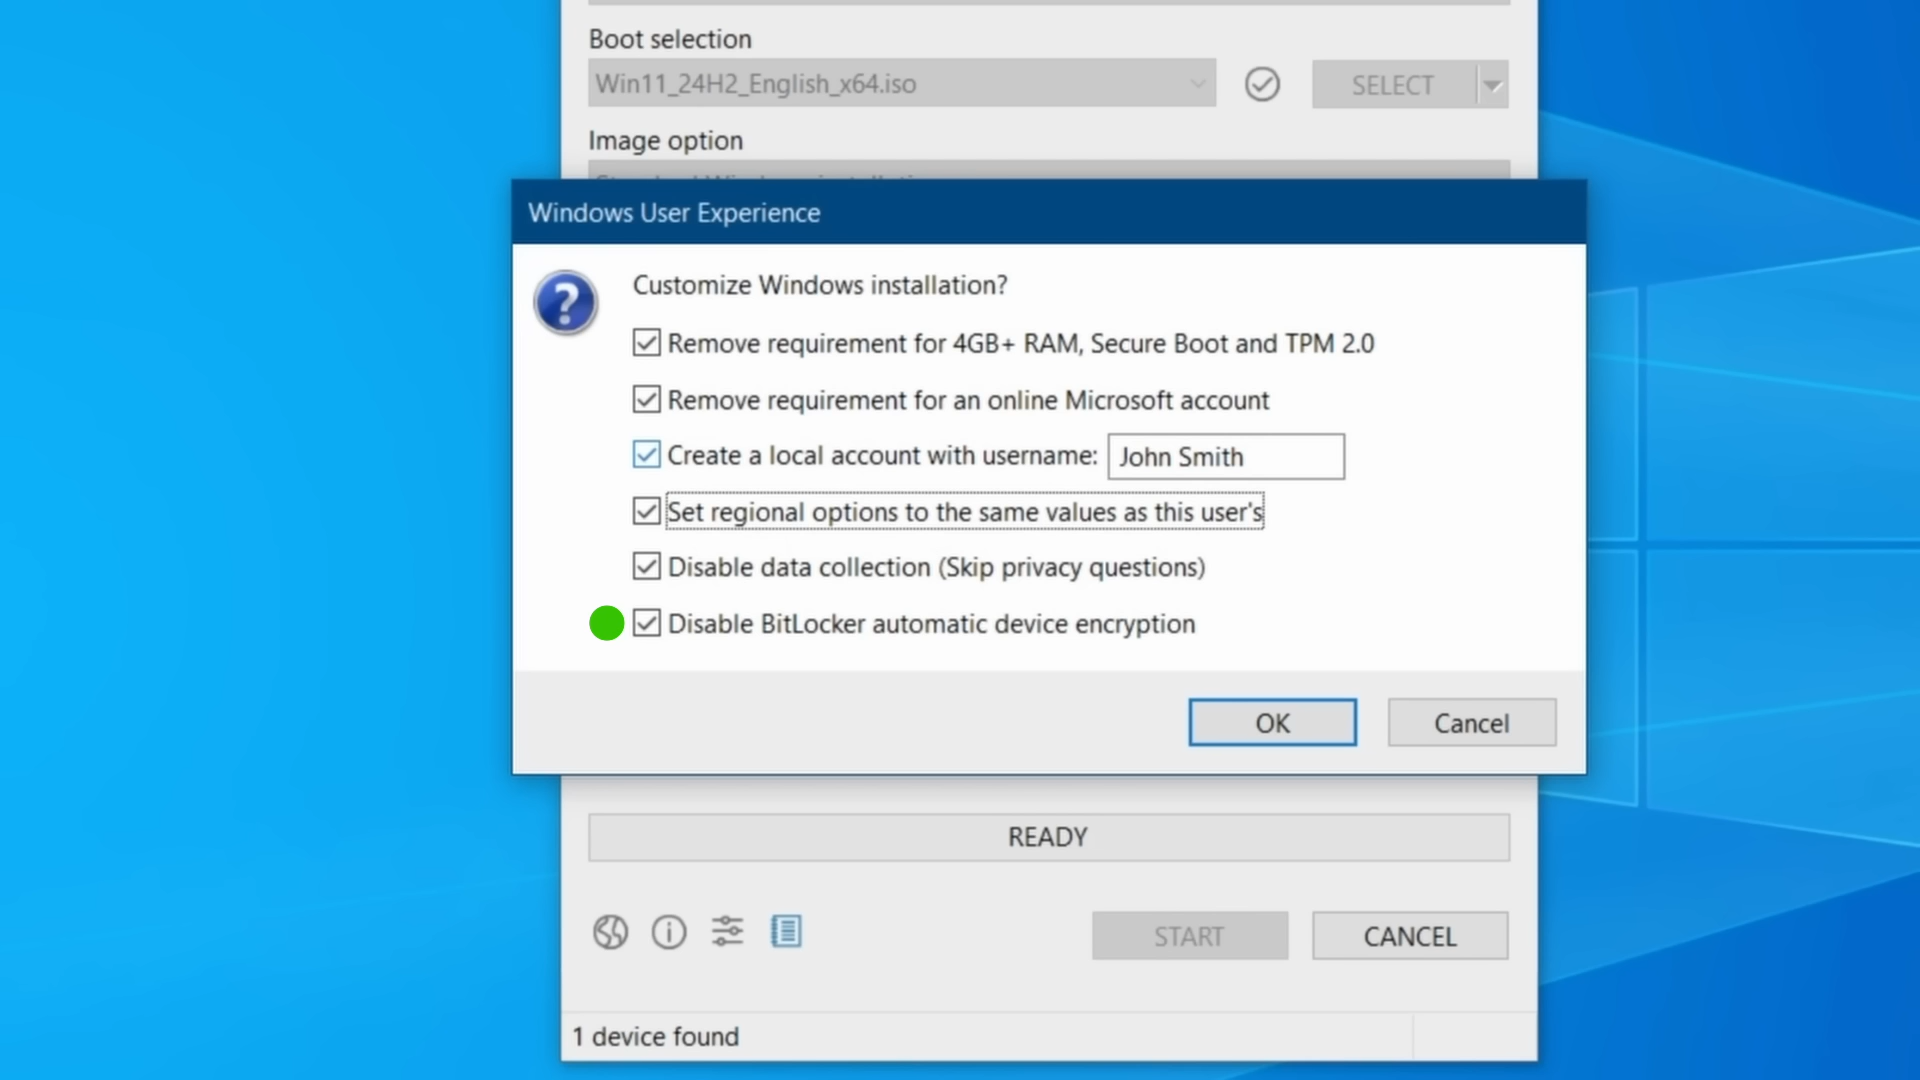 Boot selection
Win11_24H2_English_x64.iso
SELECT
Image option
Windows User Experience
Customize Windows installation?
Remove requirement for 4GB+ RAM, Secure Boot and TPM 2.0
Remove requirement for an online Microsoft account
Create a local account with username: John Smith
Set regional options to the same values as this user's
Disable data collection (Skip privacy questions)
Disable BitLocker automatic device encryption
OK
Cancel
READY
START
CANCEL
1 device found